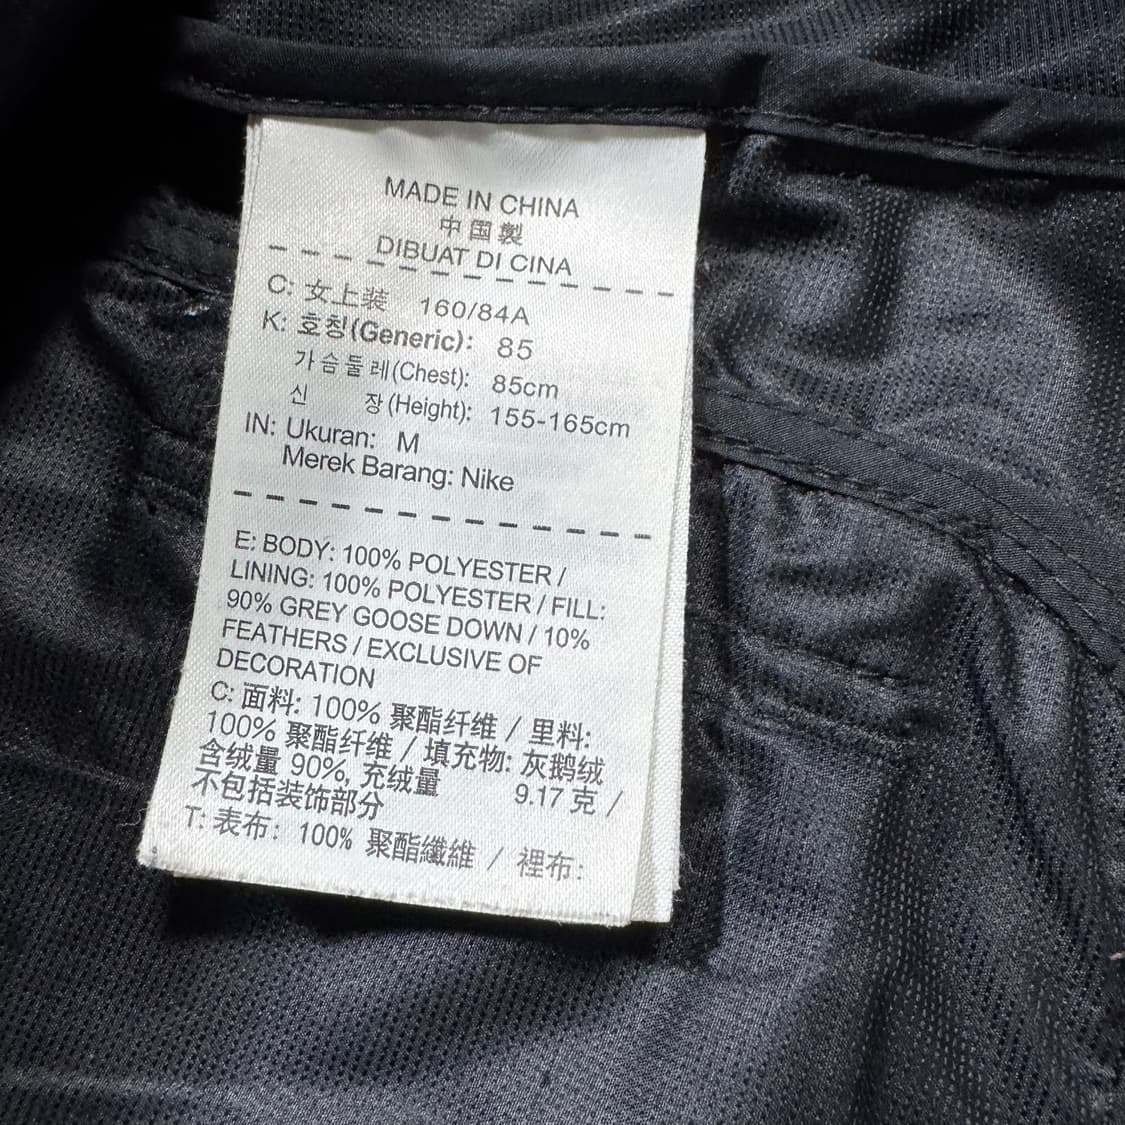 MADE IN CHINA
中国製
DIBUAT DI CINA
C: 女上装 160/84A
K: 호칭(Generic): 85
가슴둘레(Chest): 85cm
신 장(Height): 155-165cm
IN: Ukuran: M
Merek Barang: Nike
E: BODY: 100% POLYESTER /
LINING: 100% POLYESTER / FILL:
90% GREY GOOSE DOWN / 10%
FEATHERS / EXCLUSIVE OF
DECORATION
C: 面料: 100% 聚酯纤维 / 里料:
100% 聚酯纤维 / 填充物: 灰鹅绒
含绒量 90%, 充绒量 9.17 克 /
不包括装饰部分
T: 表布: 100% 聚酯纖維 / 裡布: